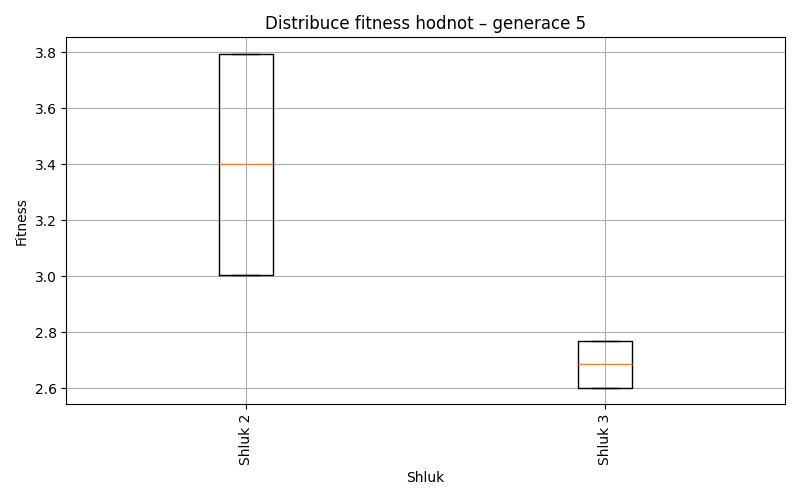 Distribuce fitness hodnot – generace 5
Fitness
3.8
3.6
3.4
3.2
3.0
2.8
2.6
Shluk 2
Shluk 3
Shluk